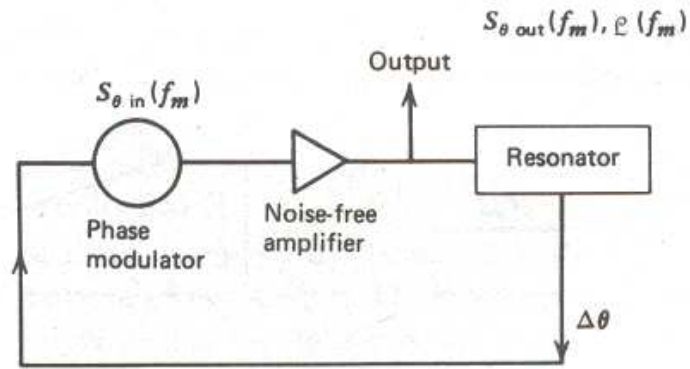 S_θ out(f_m), ℒ (f_m)
Output
S_θ in(f_m)
Resonator
Noise-free
amplifier
Phase
modulator
Δθ